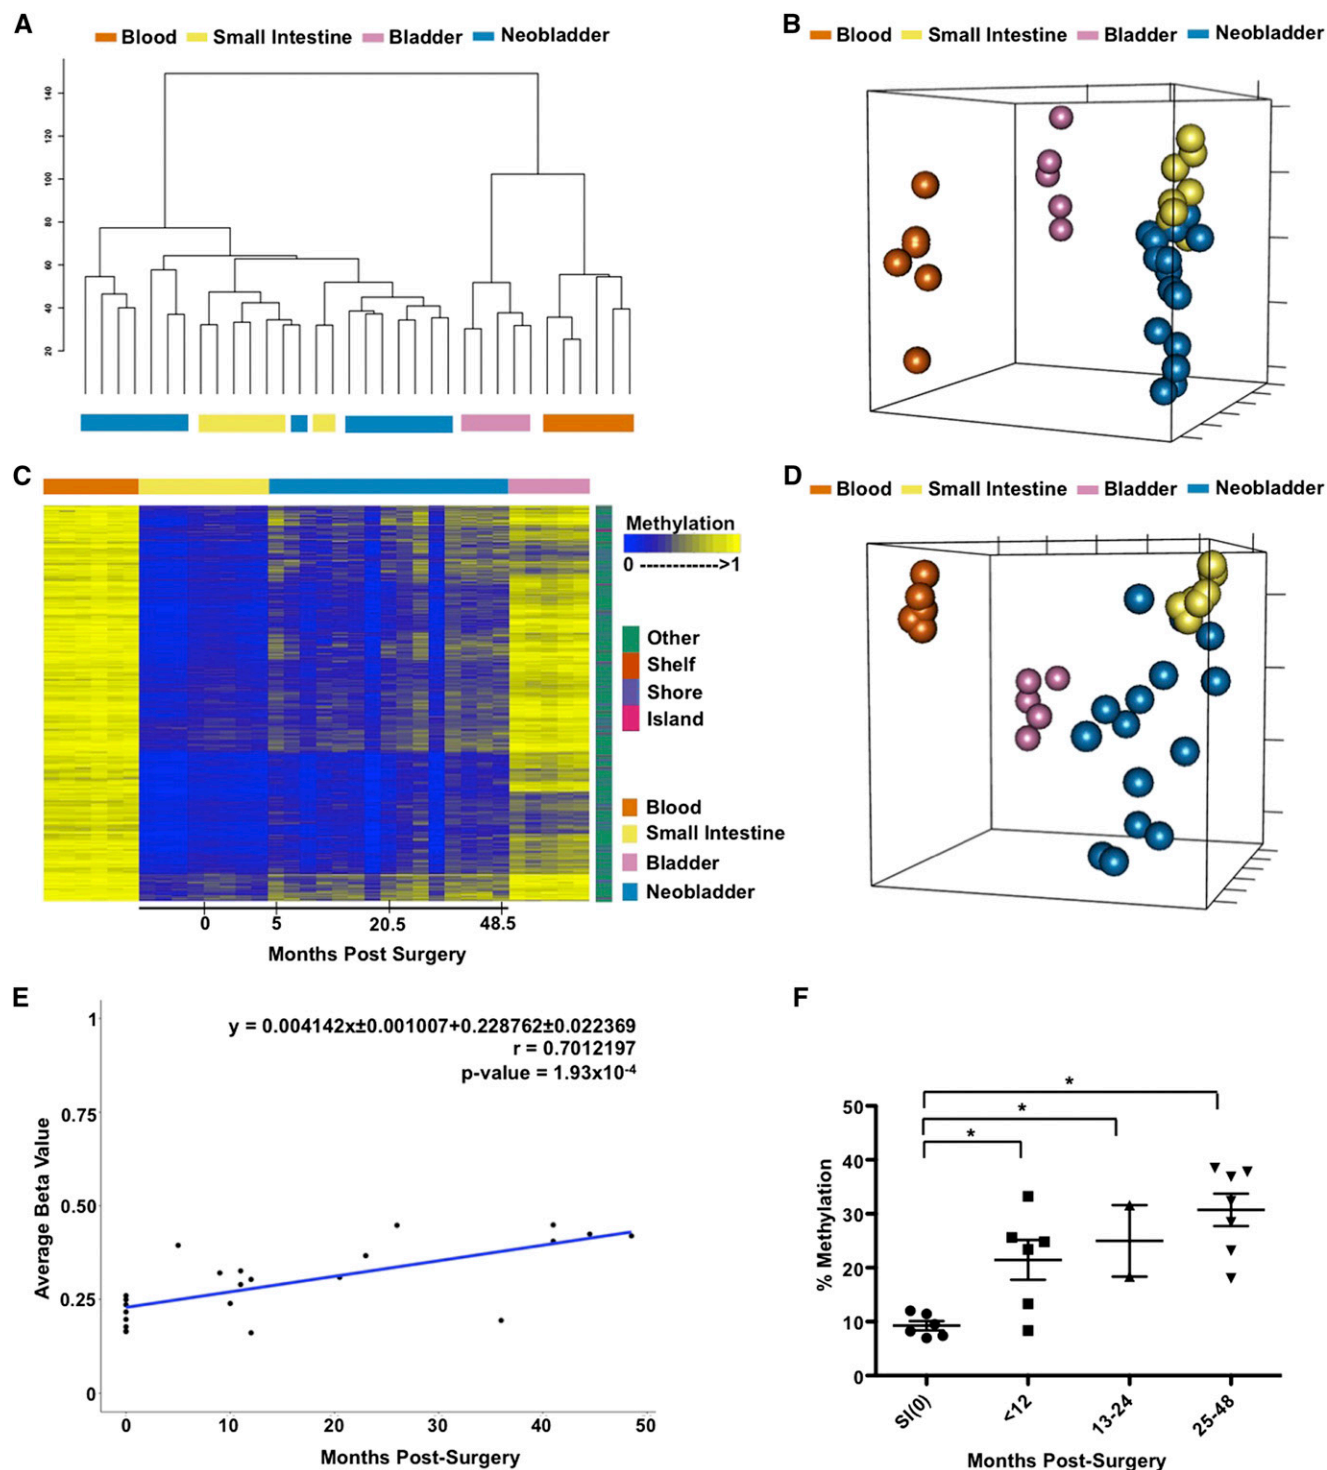 A
Blood Small Intestine Bladder Neobladder
140
120
100
80
60
40
20
B
Blood Small Intestine Bladder Neobladder
C
Methylation
0 ------------>1
Other
Shelf
Shore
Island
Blood
Small Intestine
Bladder
Neobladder
0 5 20.5 48.5
Months Post Surgery
D
Blood Small Intestine Bladder Neobladder
E
y = 0.004142x±0.001007+0.228762±0.022369
r = 0.7012197
p-value = 1.93x10⁻⁴
Average Beta Value
1
0.75
0.50
0.25
0
0 10 20 30 40 50
Months Post-Surgery
F
* * *
% Methylation
50
40
30
20
10
0
SI(0) <12 13-24 25-48
Months Post-Surgery